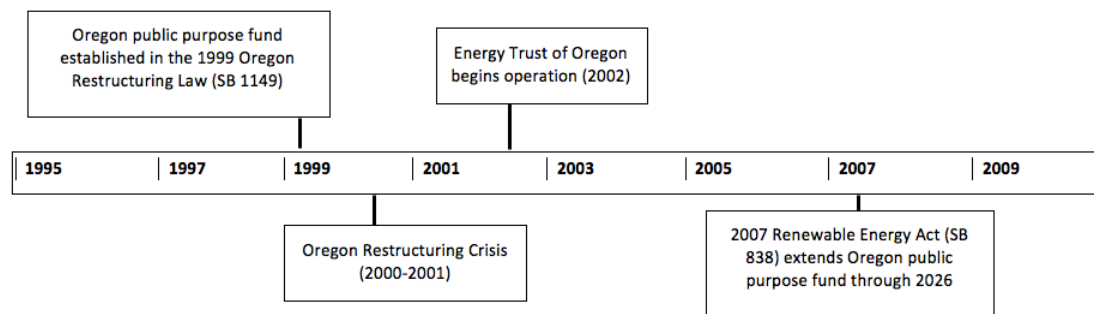 Oregon public purpose fund
established in the 1999 Oregon
Restructuring Law (SB 1149)
Energy Trust of Oregon
begins operation (2002)
1995 1997 1999 2001 2003 2005 2007 2009
Oregon Restructuring Crisis
(2000-2001)
2007 Renewable Energy Act (SB
838) extends Oregon public
purpose fund through 2026